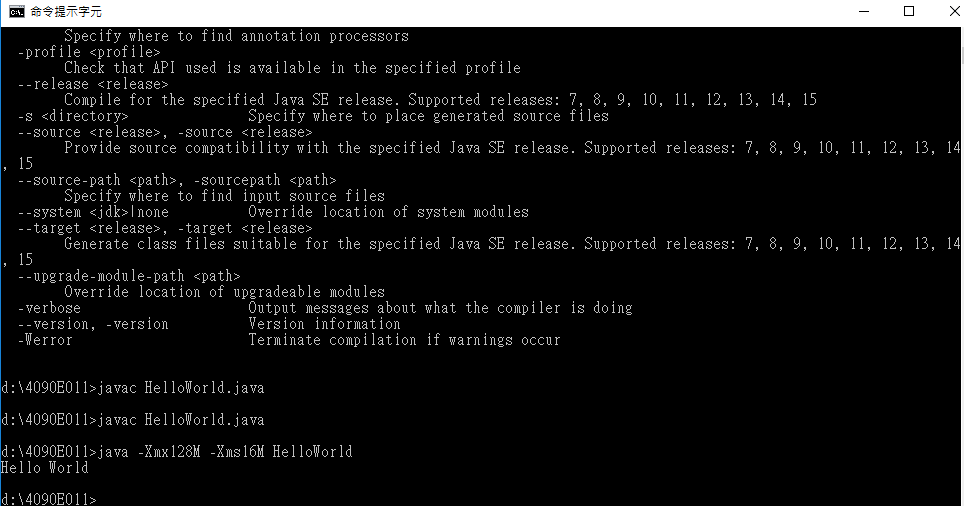 命令提示字元
Specify where to find annotation processors
-profile <profile>
Check that API used is available in the specified profile
--release <release>
Compile for the specified Java SE release. Supported releases: 7, 8, 9, 10, 11, 12, 13, 14, 15
-s <directory> Specify where to place generated source files
--source <release>, -source <release>
Provide source compatibility with the specified Java SE release. Supported releases: 7, 8, 9, 10, 11, 12, 13, 14
, 15
--source-path <path>, -sourcepath <path>
Specify where to find input source files
--system <jdk>|none Override location of system modules
--target <release>, -target <release>
Generate class files suitable for the specified Java SE release. Supported releases: 7, 8, 9, 10, 11, 12, 13, 14
, 15
--upgrade-module-path <path>
Override location of upgradeable modules
-verbose Output messages about what the compiler is doing
--version, -version Version information
-Werror Terminate compilation if warnings occur
d:\4090E011>javac HelloWorld.java
d:\4090E011>javac HelloWorld.java
d:\4090E011>java -Xmx128M -Xms16M HelloWorld
Hello World
d:\4090E011>